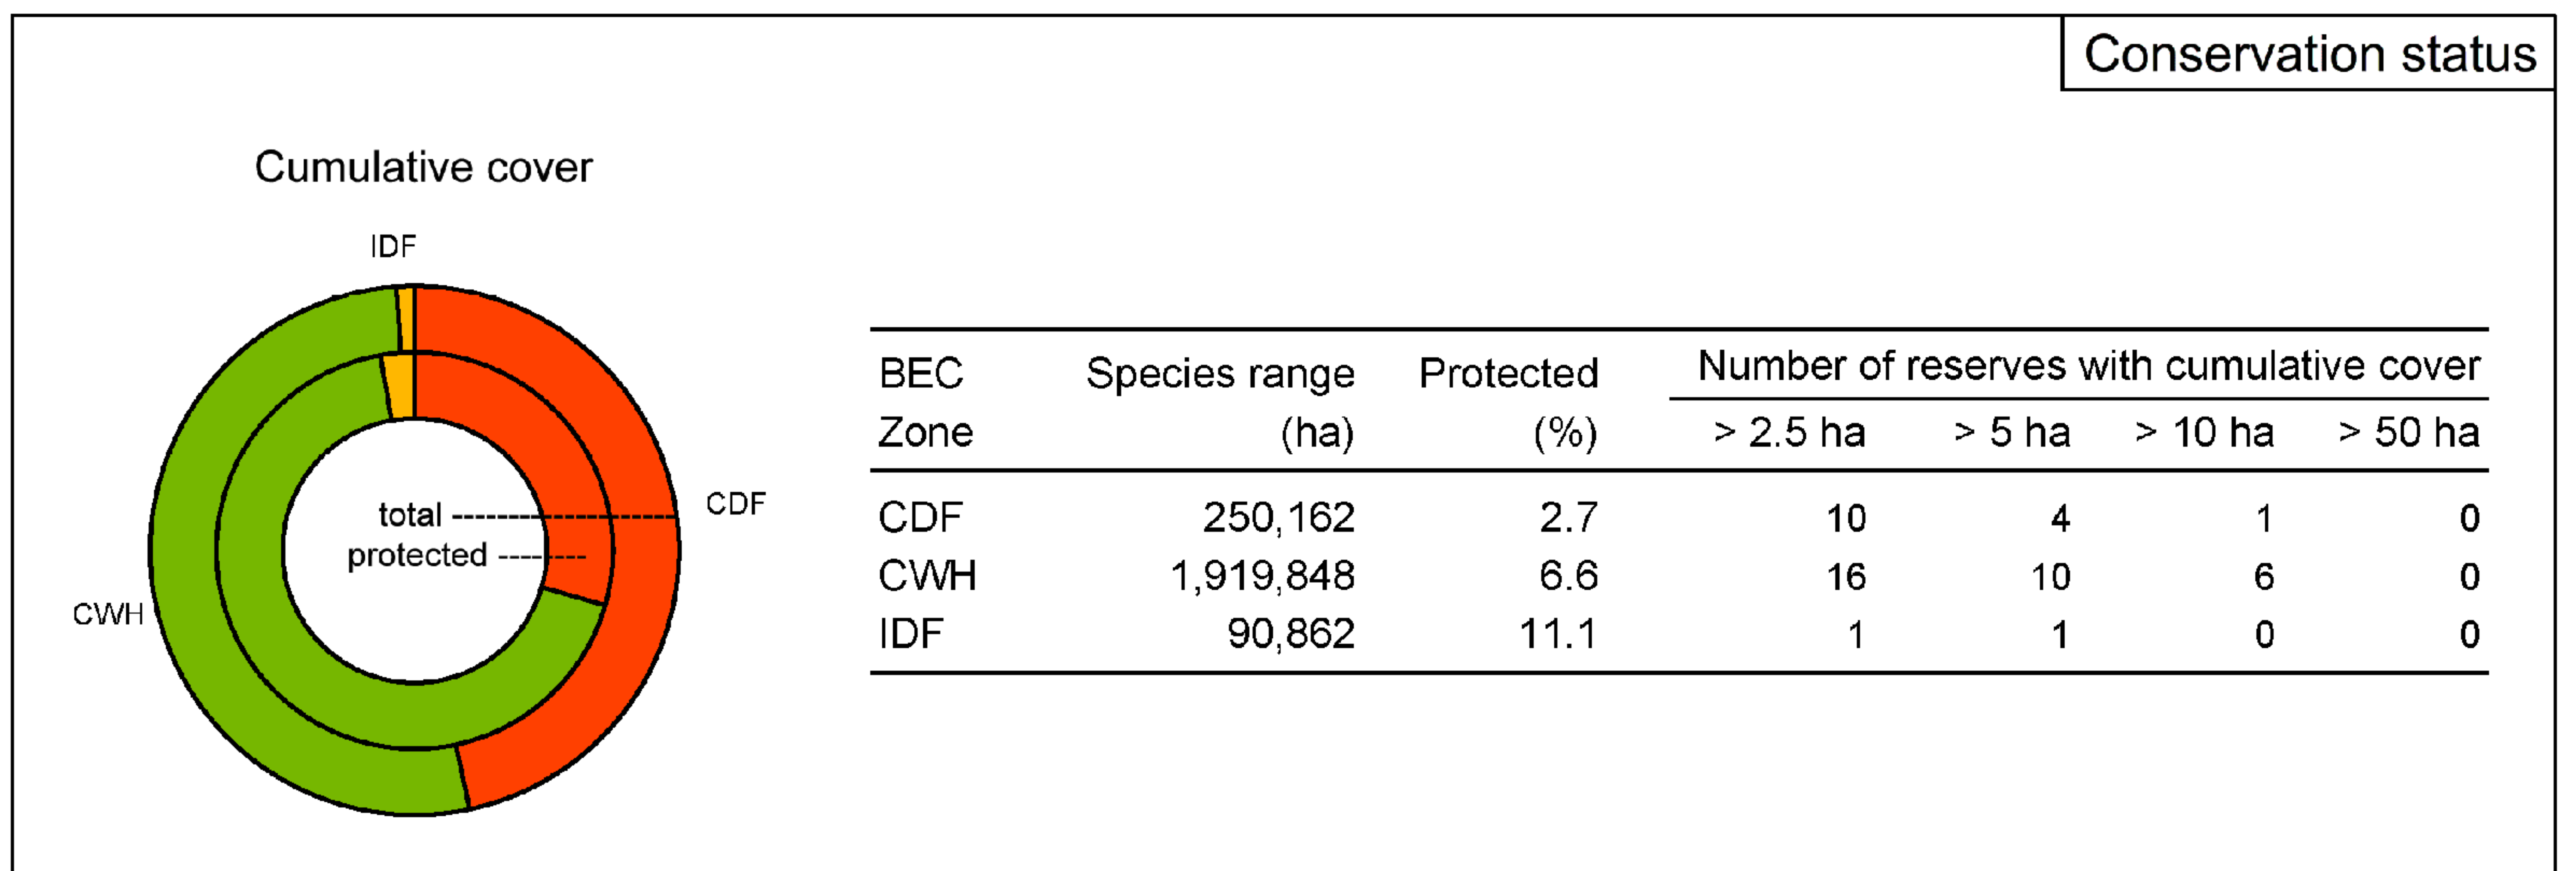 Conservation status
Cumulative cover
IDF
CDF
total
protected
CWH
BEC Species range Protected Number of reserves with cumulative cover
Zone (ha) (%) > 2.5 ha > 5 ha > 10 ha > 50 ha
CDF 250,162 2.7 10 4 1 0
CWH 1,919,848 6.6 16 10 6 0
IDF 90,862 11.1 1 1 0 0